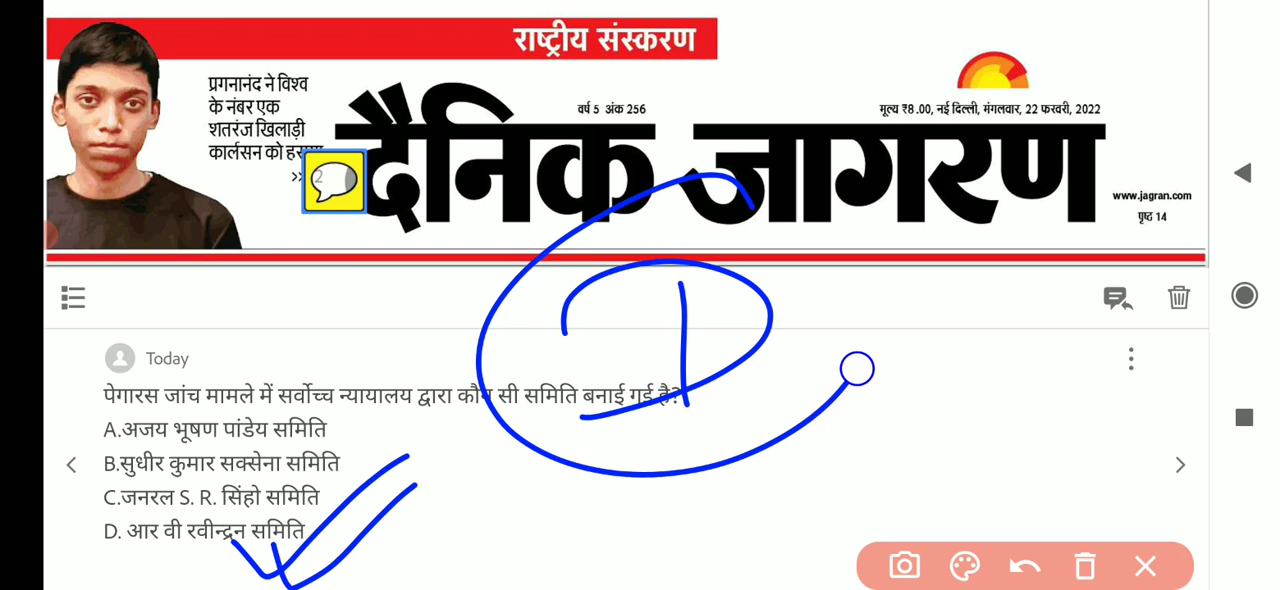 राष्ट्रीय संस्करण
प्रगनानंद ने विश्व
के नंबर एक
शतरंज खिलाड़ी
कार्लसन को
>> 2
वर्ष 5 अंक 256
मूल्य ₹8.00, नई दिल्ली, मंगलवार, 22 फरवरी, 2022
दैनिक जागरण
www.jagran.com
पृष्ठ 14
Today
पेगारस जांच मामले में सर्वोच्च न्यायालय द्वारा कौन सी समिति बनाई गई है?
A.अजय भूषण पांडेय समिति
B.सुधीर कुमार सक्सेना समिति
C.जनरल S. R. सिंहो समिति
D. आर वी रवीन्द्रन समिति
D